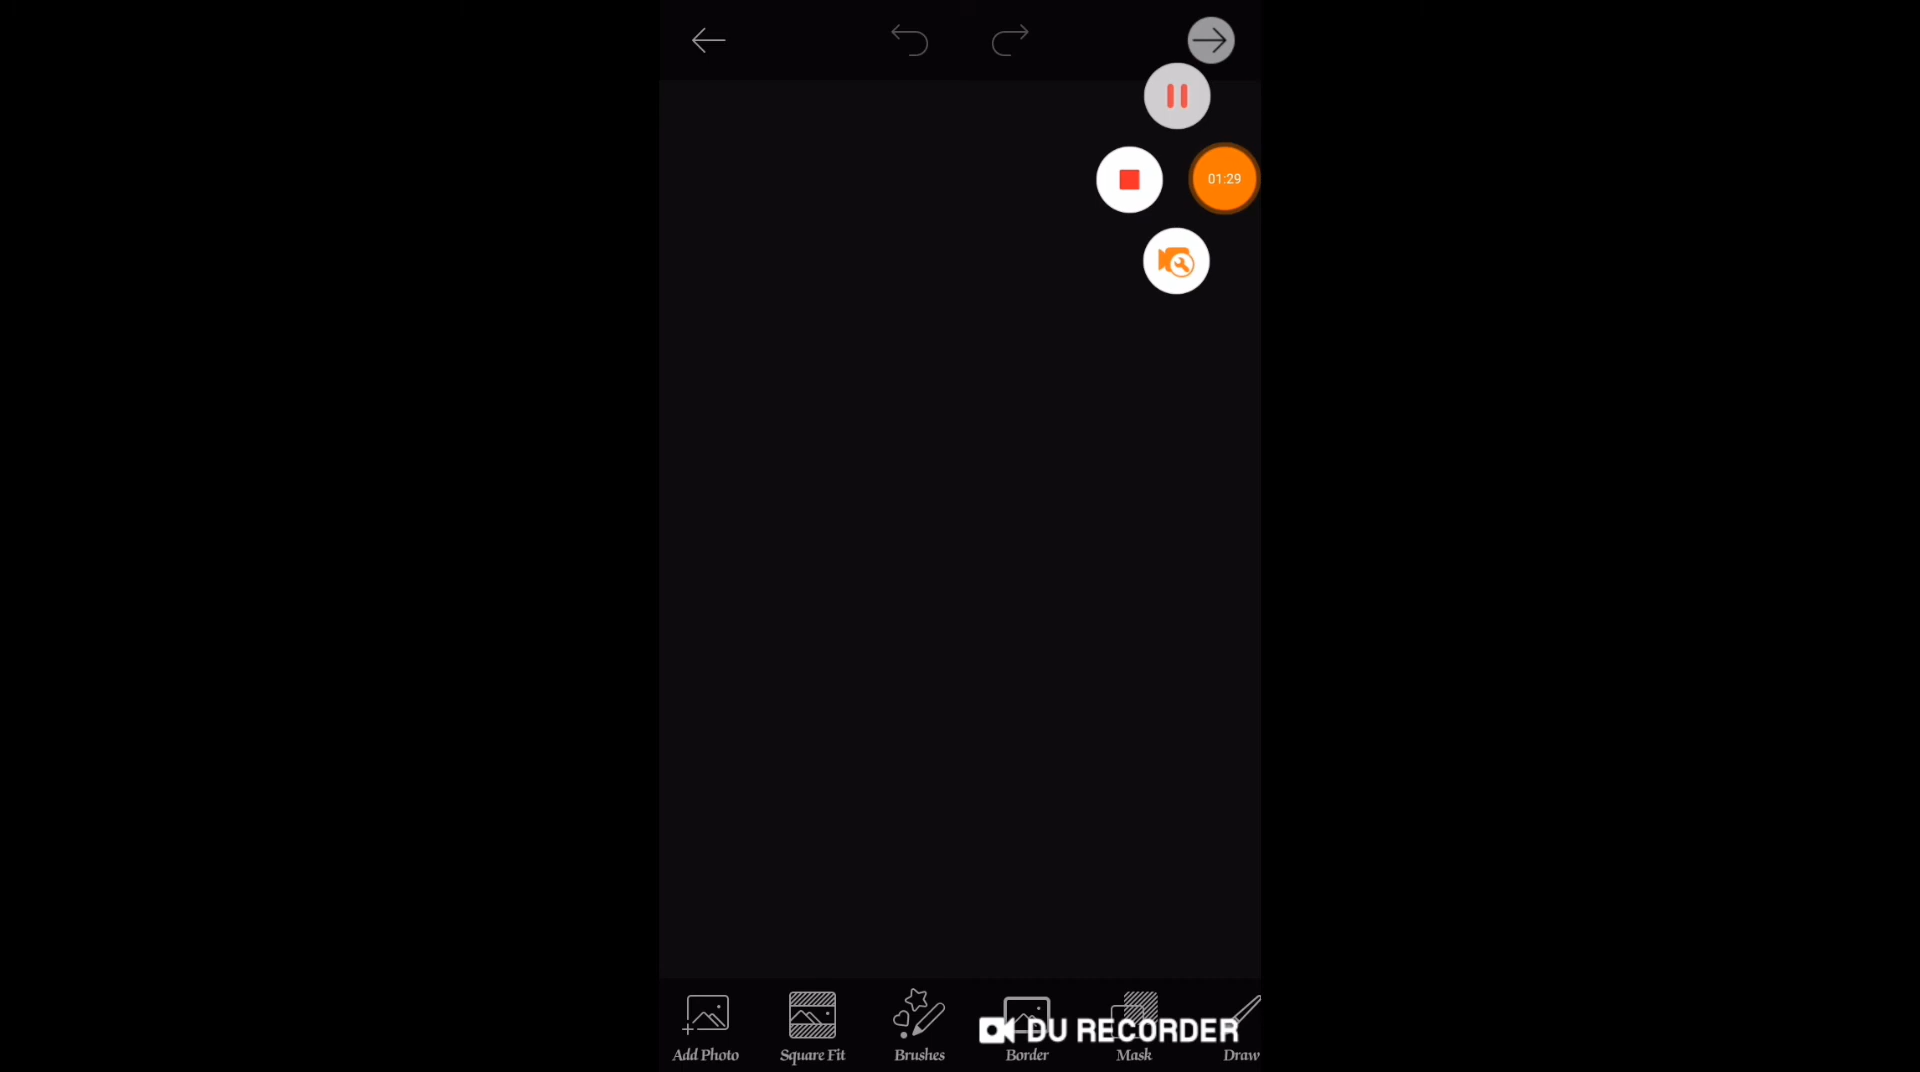 01:29
DU RECORDER
Add Photo
Square Fit
Brushes
Border
Mask
Draw